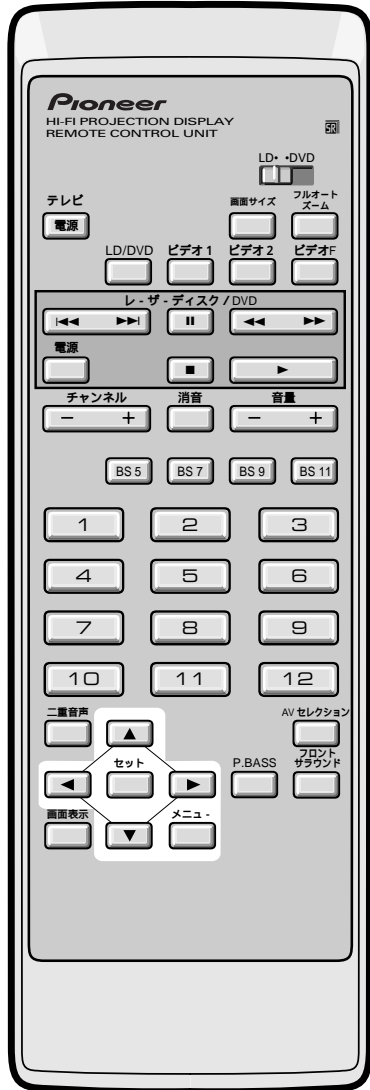 Pioneer
HI-FI PROJECTION DISPLAY
REMOTE CONTROL UNIT
SR
LD• •DVD
テレビ 画面サイズ フルオート
ズーム
電源
LD/DVD ビデオ1 ビデオ2 ビデオF
レ-ザ-ディスク/DVD
電源
チャンネル 消音 音量
− + − +
BS 5 BS 7 BS 9 BS 11
1 2 3
4 5 6
7 8 9
10 11 12
二重音声 AVセレクション
セット P.BASS フロント
サラウンド
画面表示 メニュ-